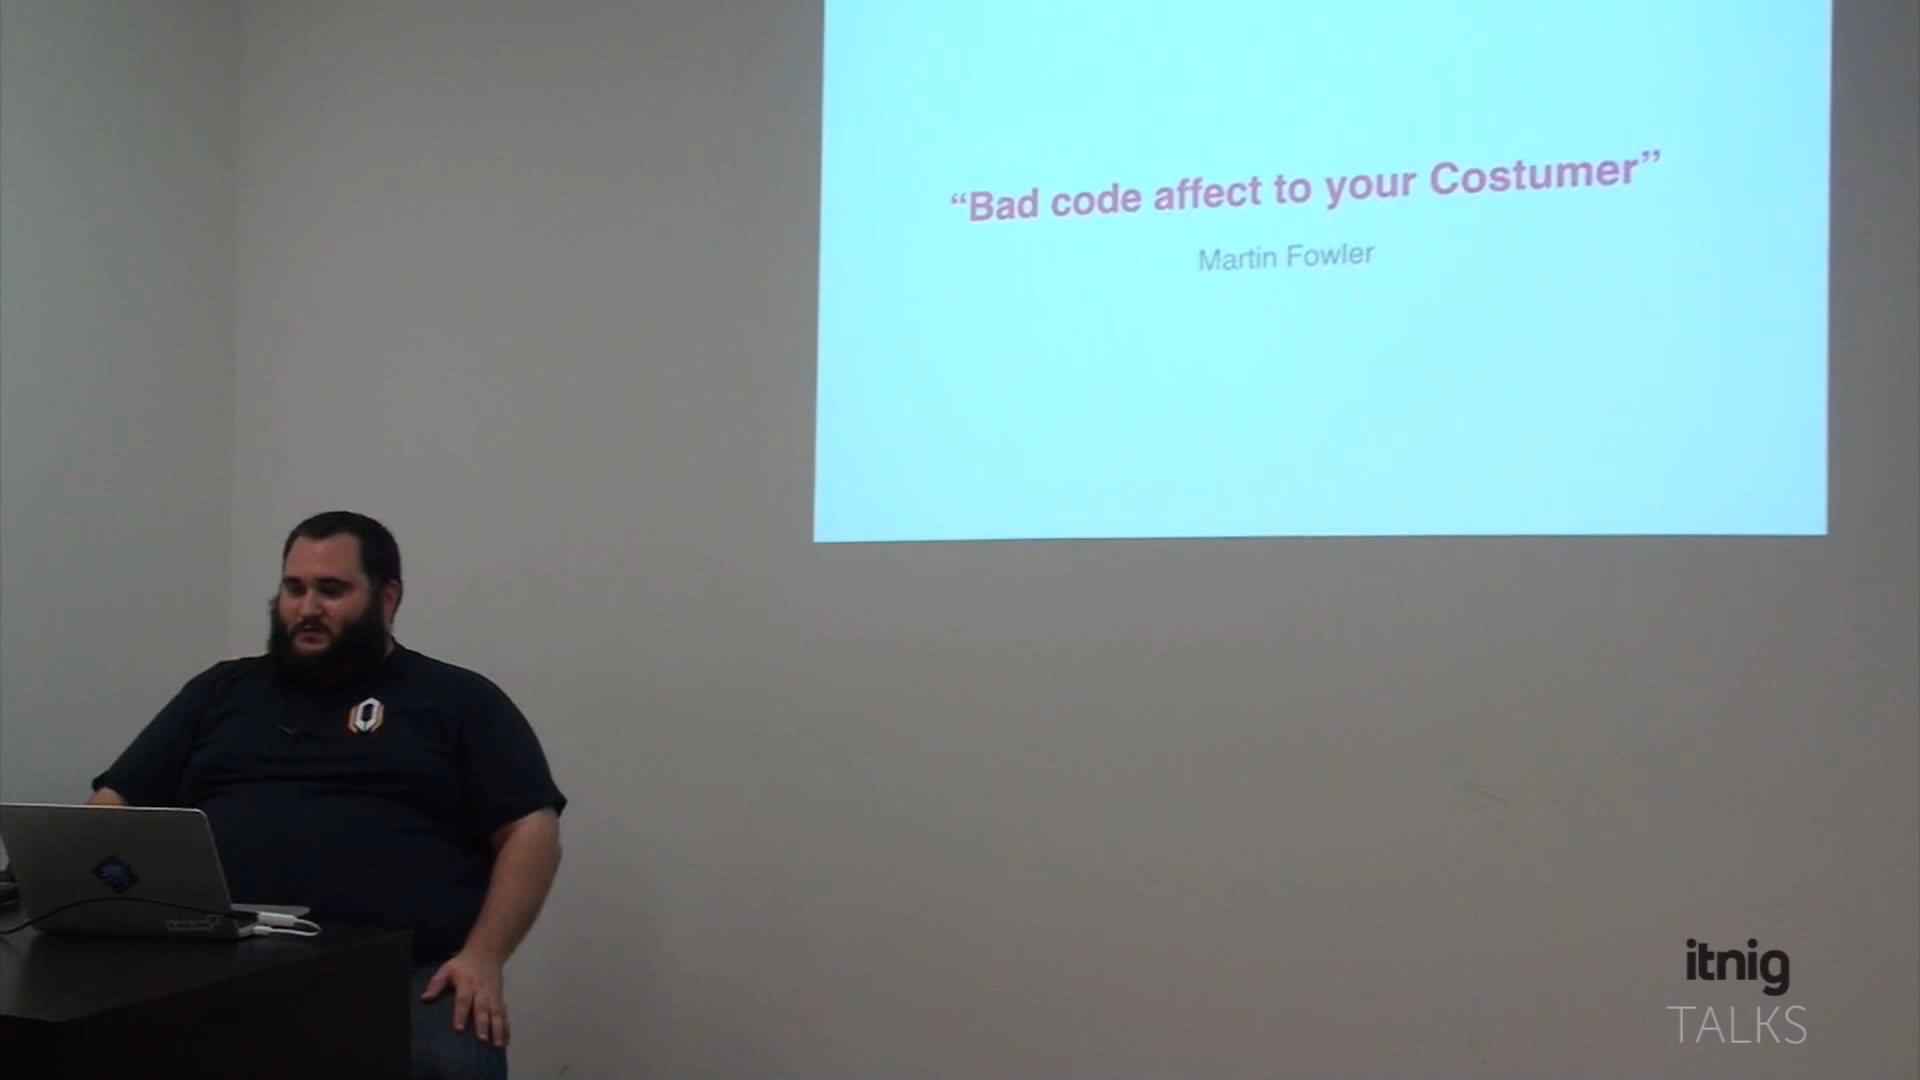 “Bad code affect to your Costumer”
Martin Fowler
itnig
TALKS